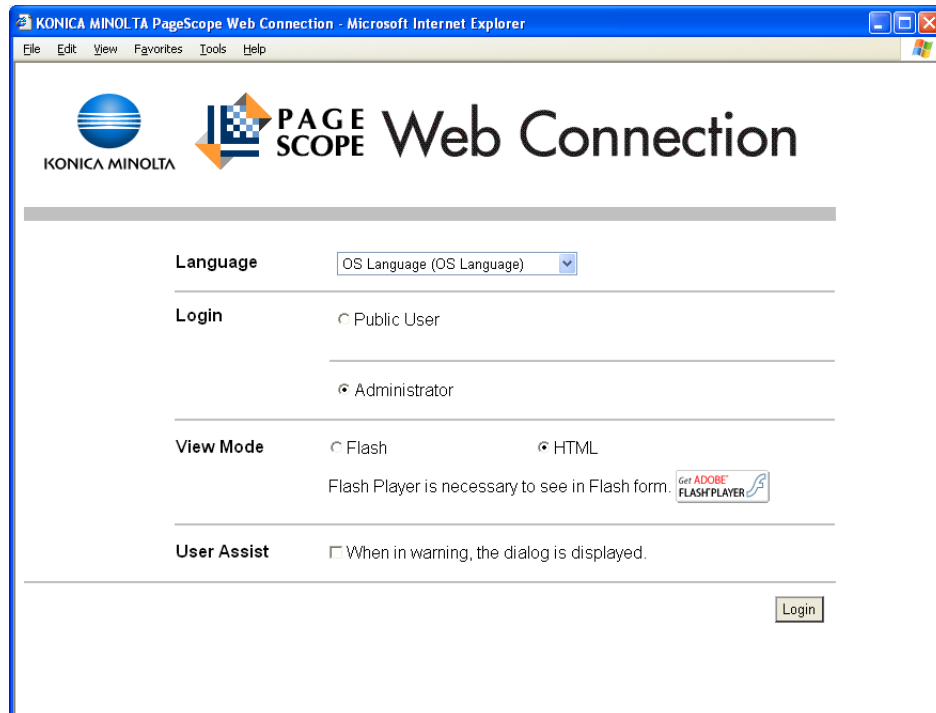 KONICA MINOLTA PageScope Web Connection - Microsoft Internet Explorer
File Edit View Favorites Tools Help
KONICA MINOLTA
PAGE SCOPE Web Connection
Language OS Language (OS Language)
Login Public User
Administrator
View Mode Flash HTML
Flash Player is necessary to see in Flash form. Get ADOBE® FLASH® PLAYER
User Assist When in warning, the dialog is displayed.
Login